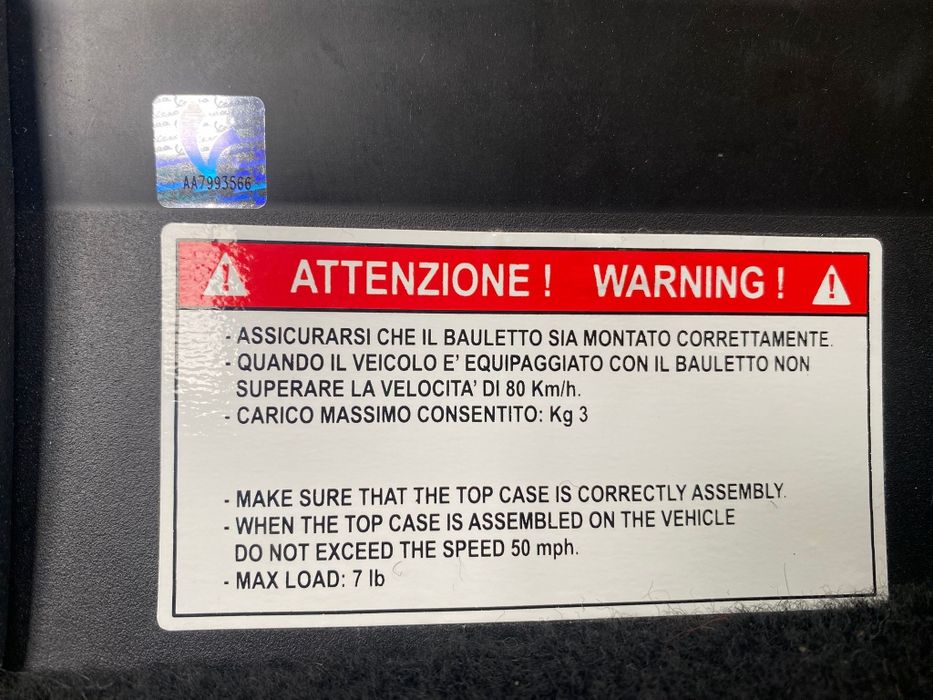 AA7993566
ATTENZIONE ! WARNING !
- ASSICURARSI CHE IL BAULETTO SIA MONTATO CORRETTAMENTE.
- QUANDO IL VEICOLO E' EQUIPAGGIATO CON IL BAULETTO NON
SUPERARE LA VELOCITA' DI 80 Km/h.
- CARICO MASSIMO CONSENTITO: Kg 3
- MAKE SURE THAT THE TOP CASE IS CORRECTLY ASSEMBLY.
- WHEN THE TOP CASE IS ASSEMBLED ON THE VEHICLE
DO NOT EXCEED THE SPEED 50 mph.
- MAX LOAD: 7 lb